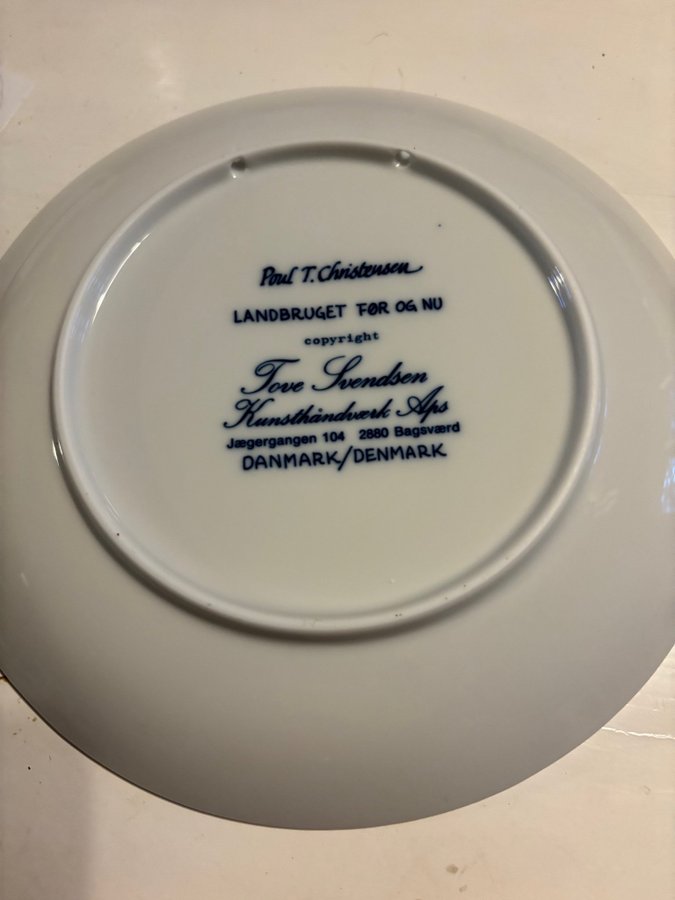 Poul T. Christensen
LANDBRUGET FØR OG NU
copyright
Tove Svendsen
Kunsthåndværk Aps
Jægergangen 104 2880 Bagsværd
DANMARK/DENMARK